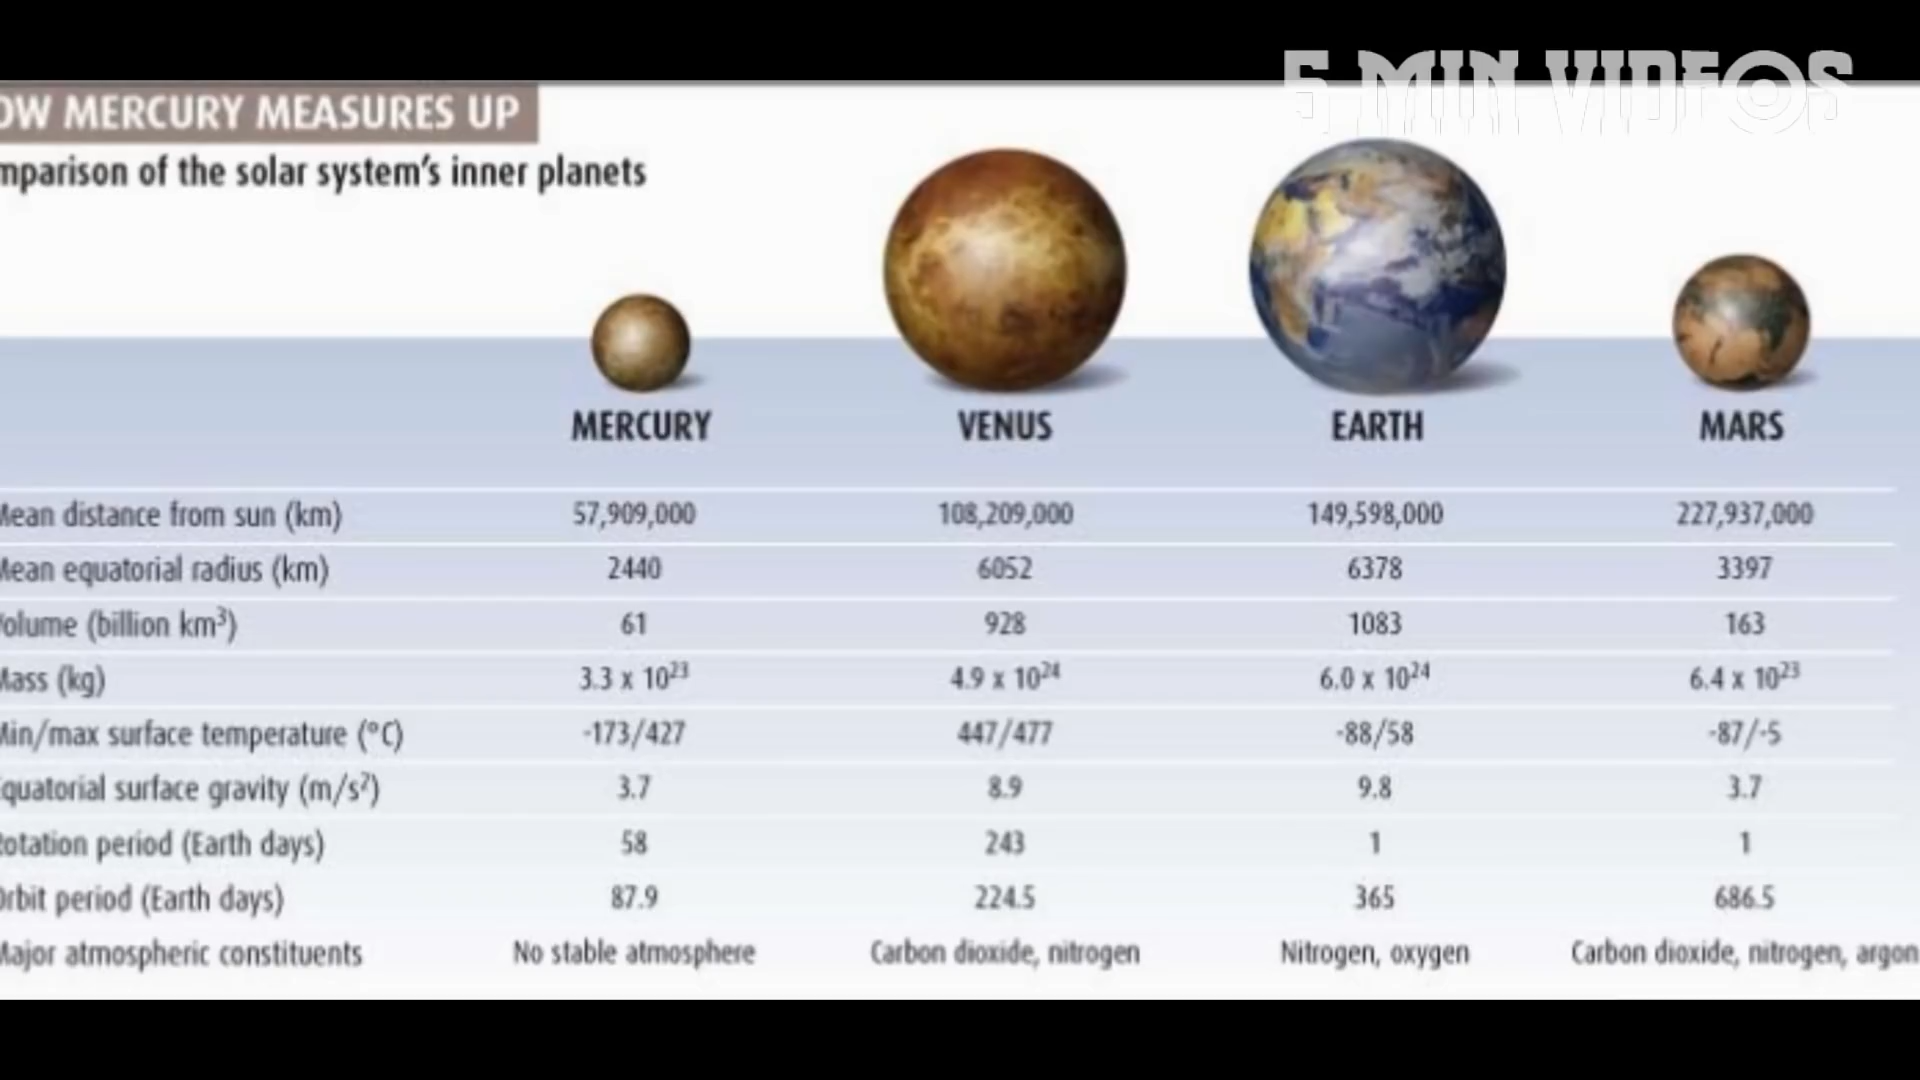 5 MIN VIDEOS
OW MERCURY MEASURES UP
mparison of the solar system's inner planets
MERCURY VENUS EARTH MARS
Mean distance from sun (km) 57,909,000 108,209,000 149,598,000 227,937,000
Mean equatorial radius (km) 2440 6052 6378 3397
Volume (billion km³) 61 928 1083 163
Mass (kg) 3.3 x 10²³ 4.9 x 10²⁴ 6.0 x 10²⁴ 6.4 x 10²³
Min/max surface temperature (°C) -173/427 447/477 -88/58 -87/-5
Equatorial surface gravity (m/s²) 3.7 8.9 9.8 3.7
Rotation period (Earth days) 58 243 1 1
Orbit period (Earth days) 87.9 224.5 365 686.5
Major atmospheric constituents No stable atmosphere Carbon dioxide, nitrogen Nitrogen, oxygen Carbon dioxide, nitrogen, argon